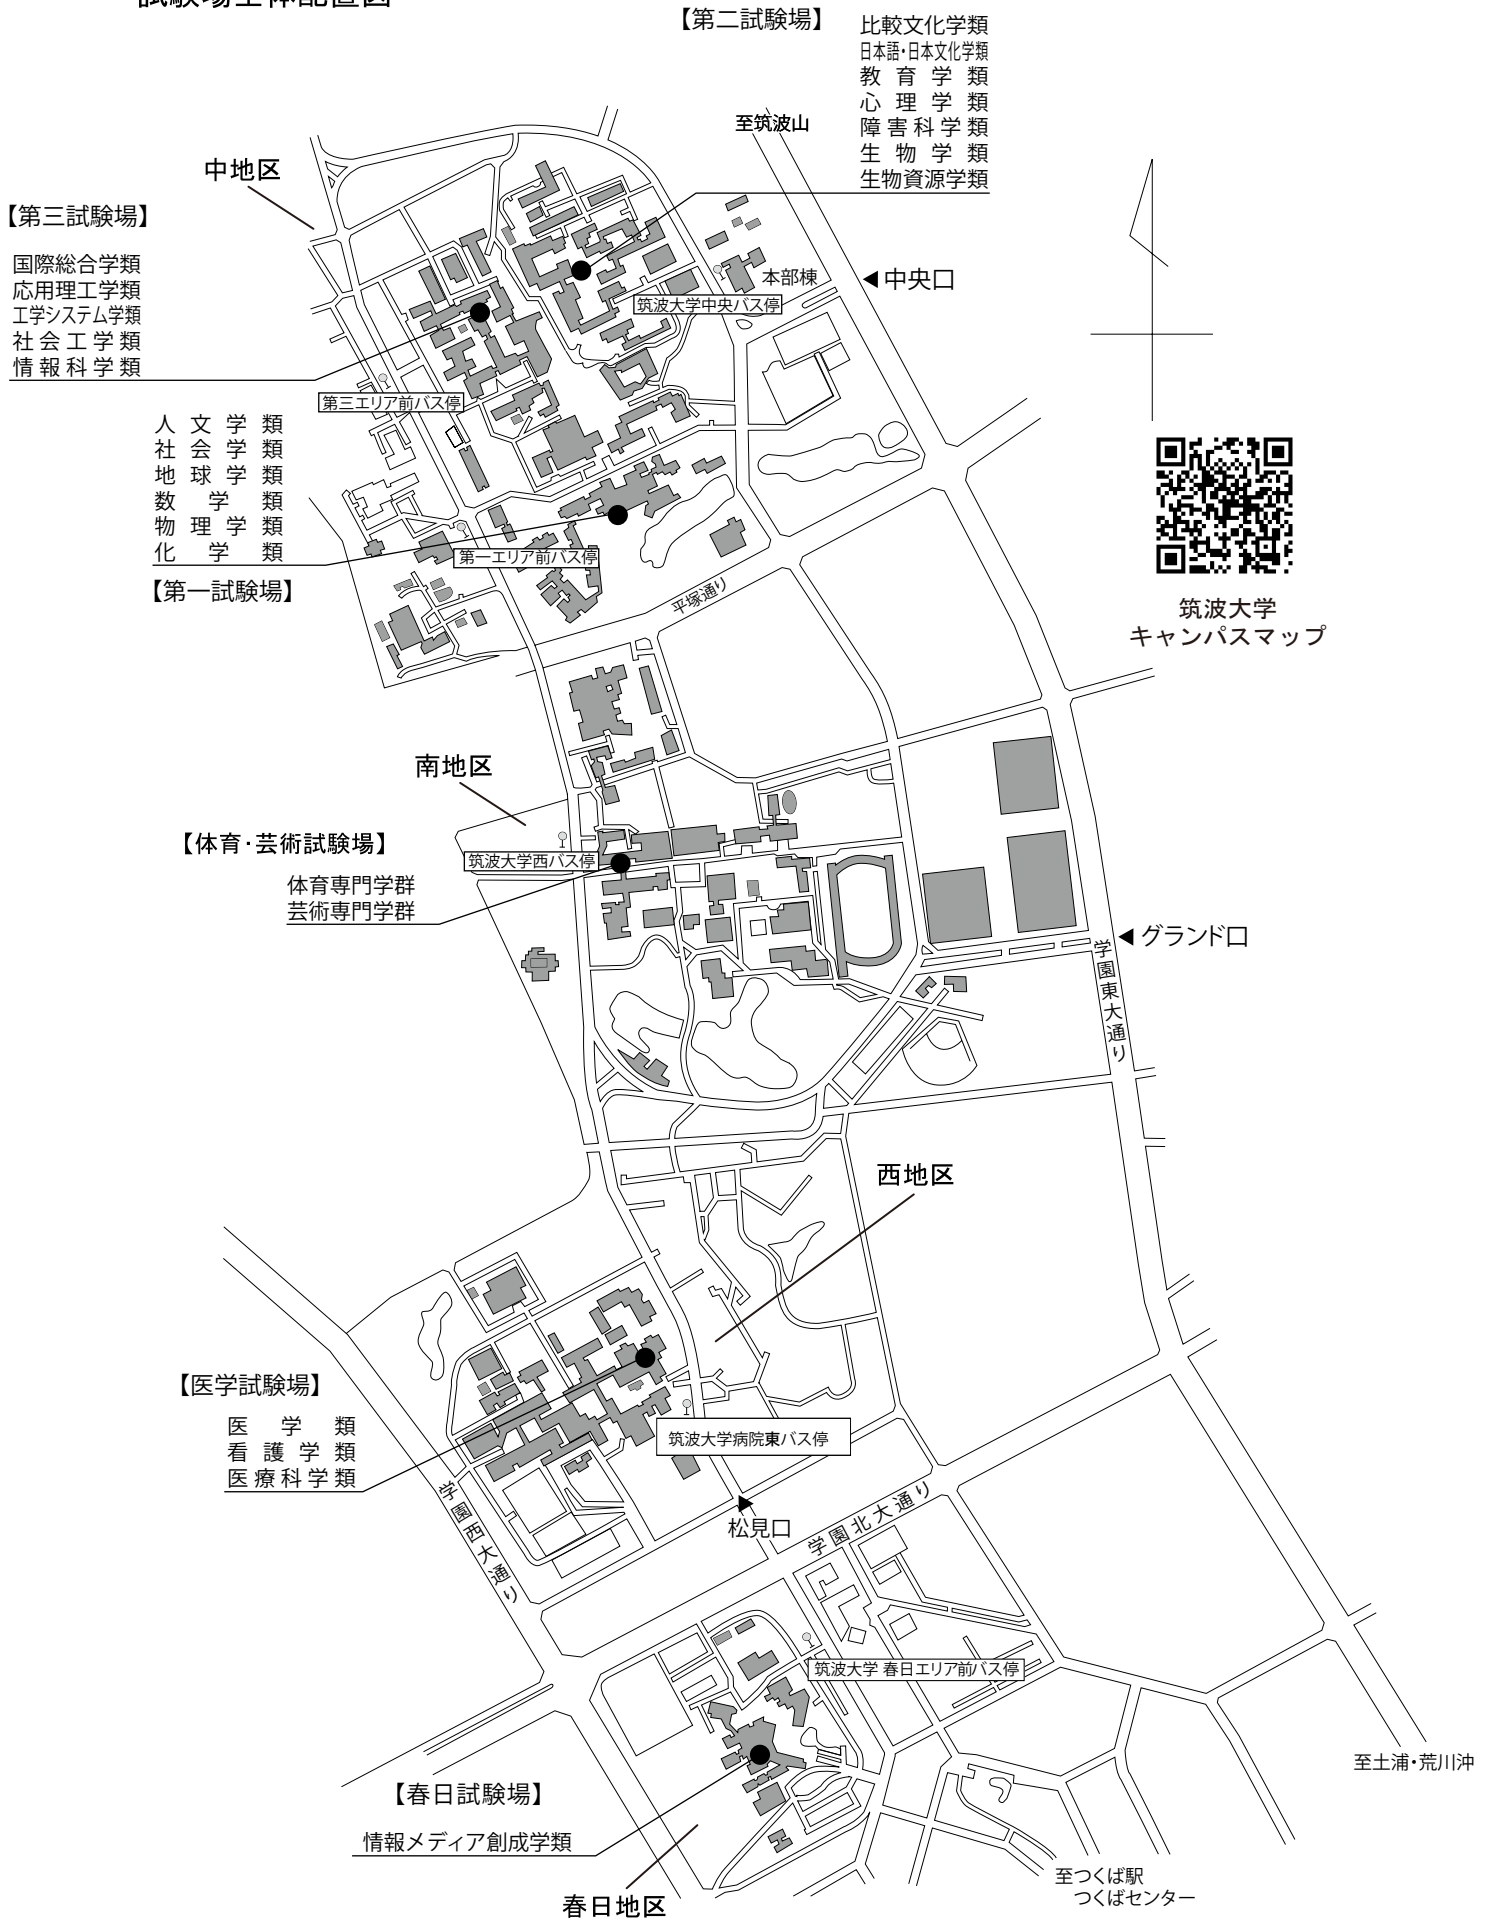 試験場全体配置図
【第二試験場】
比較文化学類
日本語・日本文化学類
教育学類
心理学類
障害科学類
生物学類
生物資源学類
至筑波山
中地区
【第三試験場】
国際総合学類
応用理工学類
工学システム学類
社会工学類
情報科学類
本部棟
◀中央口
筑波大学中央バス停
第三エリア前バス停
人文学類
社会学類
地球学類
数学類
物理学類
化学類
【第一試験場】
第一エリア前バス停
平塚通り
筑波大学
キャンパスマップ
南地区
【体育・芸術試験場】
体育専門学群
芸術専門学群
筑波大学西バス停
◀グランド口
学園東大通り
西地区
【医学試験場】
医学類
看護学類
医療科学類
筑波大学病院東バス停
学園西大通り
松見口
学園北大通り
筑波大学 春日エリア前バス停
至土浦・荒川沖
【春日試験場】
情報メディア創成学類
春日地区
至つくば駅
つくばセンター